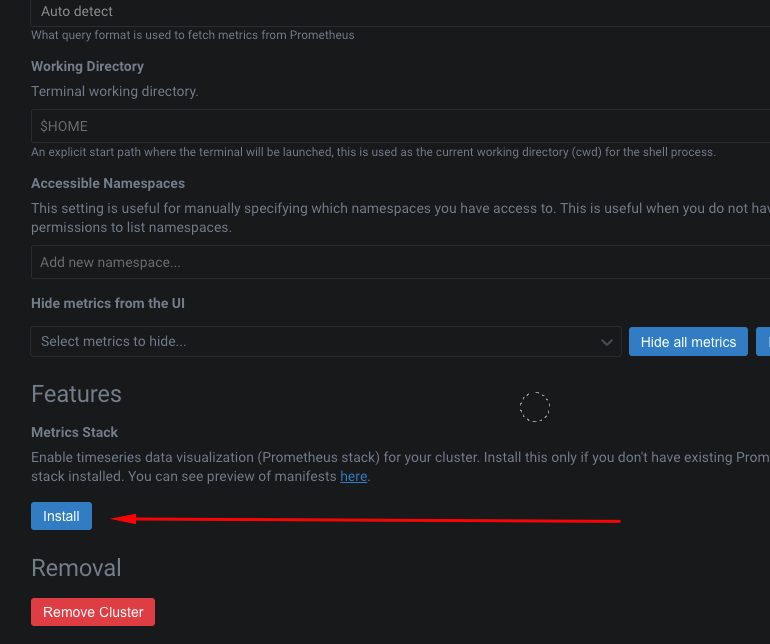 Auto detect
What query format is used to fetch metrics from Prometheus
Working Directory
Terminal working directory.
$HOME
An explicit start path where the terminal will be launched, this is used as the current working directory (cwd) for the shell process.
Accessible Namespaces
This setting is useful for manually specifying which namespaces you have access to. This is useful when you do not hav
permissions to list namespaces.
Add new namespace...
Hide metrics from the UI
Select metrics to hide...
Hide all metrics
Features
Metrics Stack
Enable timeseries data visualization (Prometheus stack) for your cluster. Install this only if you don't have existing Prom
stack installed. You can see preview of manifests here.
Install
Removal
Remove Cluster